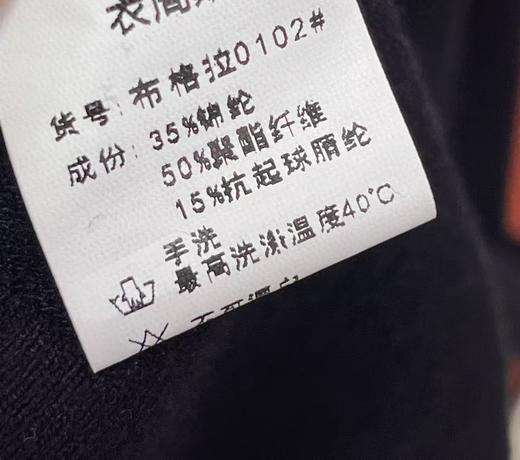 货号:布格拉0102#
成份:35%锦纶
50%聚酯纤维
15%抗起球腈纶
手洗
最高洗涤温度40℃